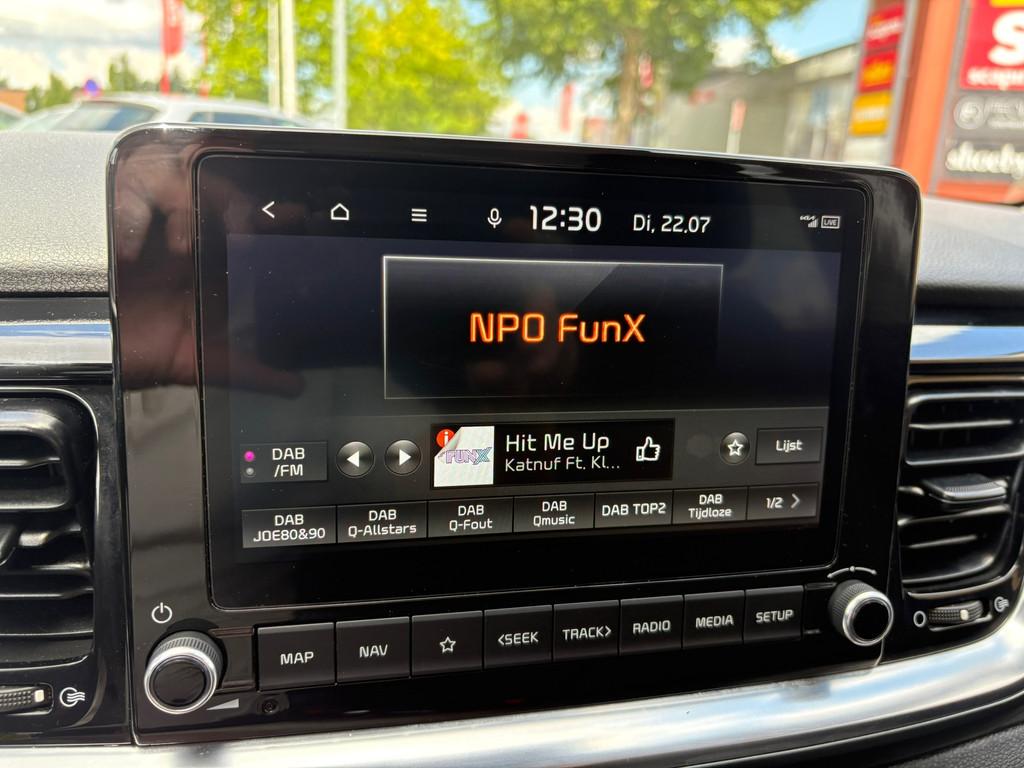 12:30
Di, 22.07
LIVE
NPO FunX
DAB
/FM
FUNX
Hit Me Up
Katnuf Ft. Kl...
Lijst
DAB
JOE80&90
DAB
Q-Allstars
DAB
Q-Fout
DAB
Qmusic
DAB TOP2
DAB
Tijdloze
1/2 >
MAP
NAV
<SEEK
TRACK>
RADIO
MEDIA
SETUP